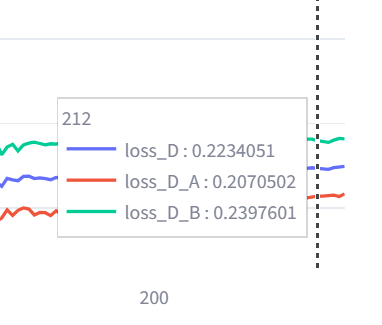 212
loss_D : 0.2234051
loss_D_A : 0.2070502
loss_D_B : 0.2397601
200